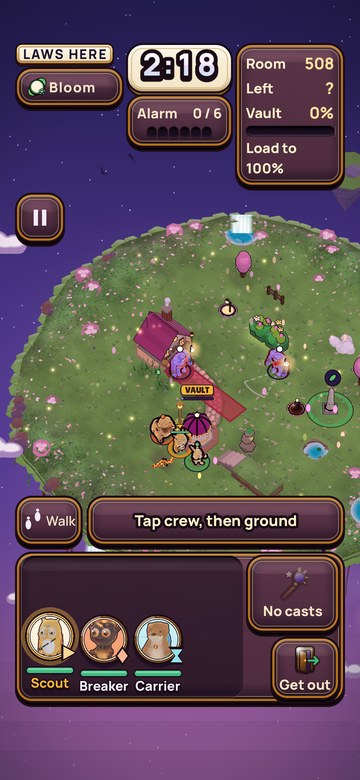 LAWS HERE
Bloom
2:18
Alarm 0/6
Room 508
Left ?
Vault 0%
Load to
100%
VAULT
Walk
Tap crew, then ground
No casts
Scout
Breaker
Carrier
Get out